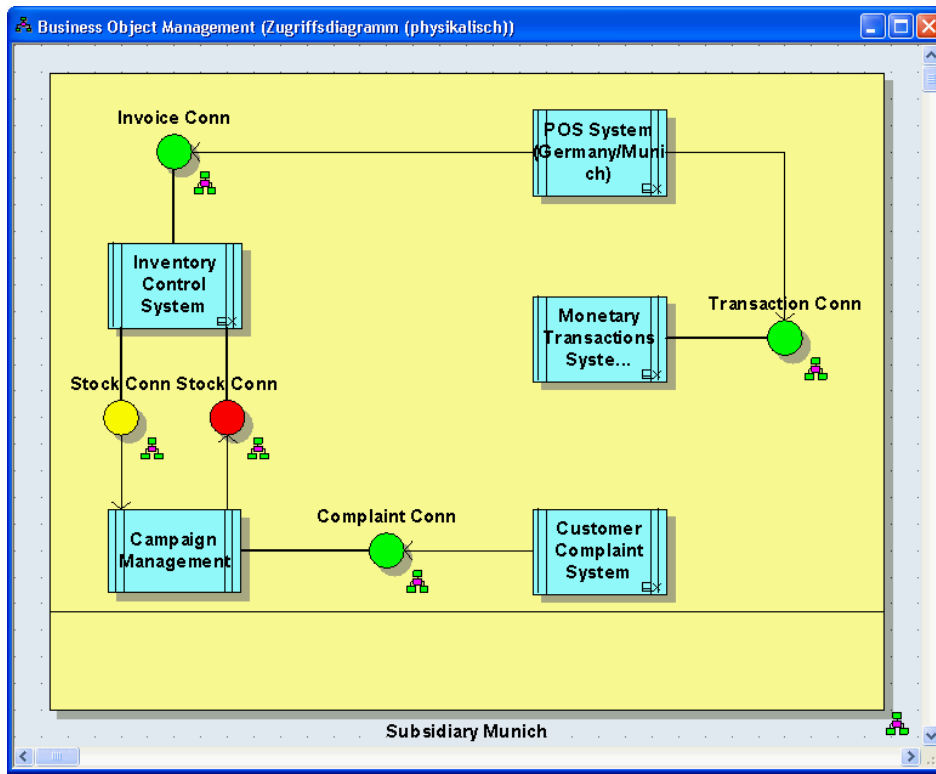 Business Object Management (Zugriffsdiagramm (physikalisch))
Invoice Conn
POS System
(Germany/Muni
ch)
Inventory
Control
System
Monetary
Transactions
Syste...
Transaction Conn
Stock Conn
Stock Conn
Campaign
Management
Complaint Conn
Customer
Complaint
System
Subsidiary Munich